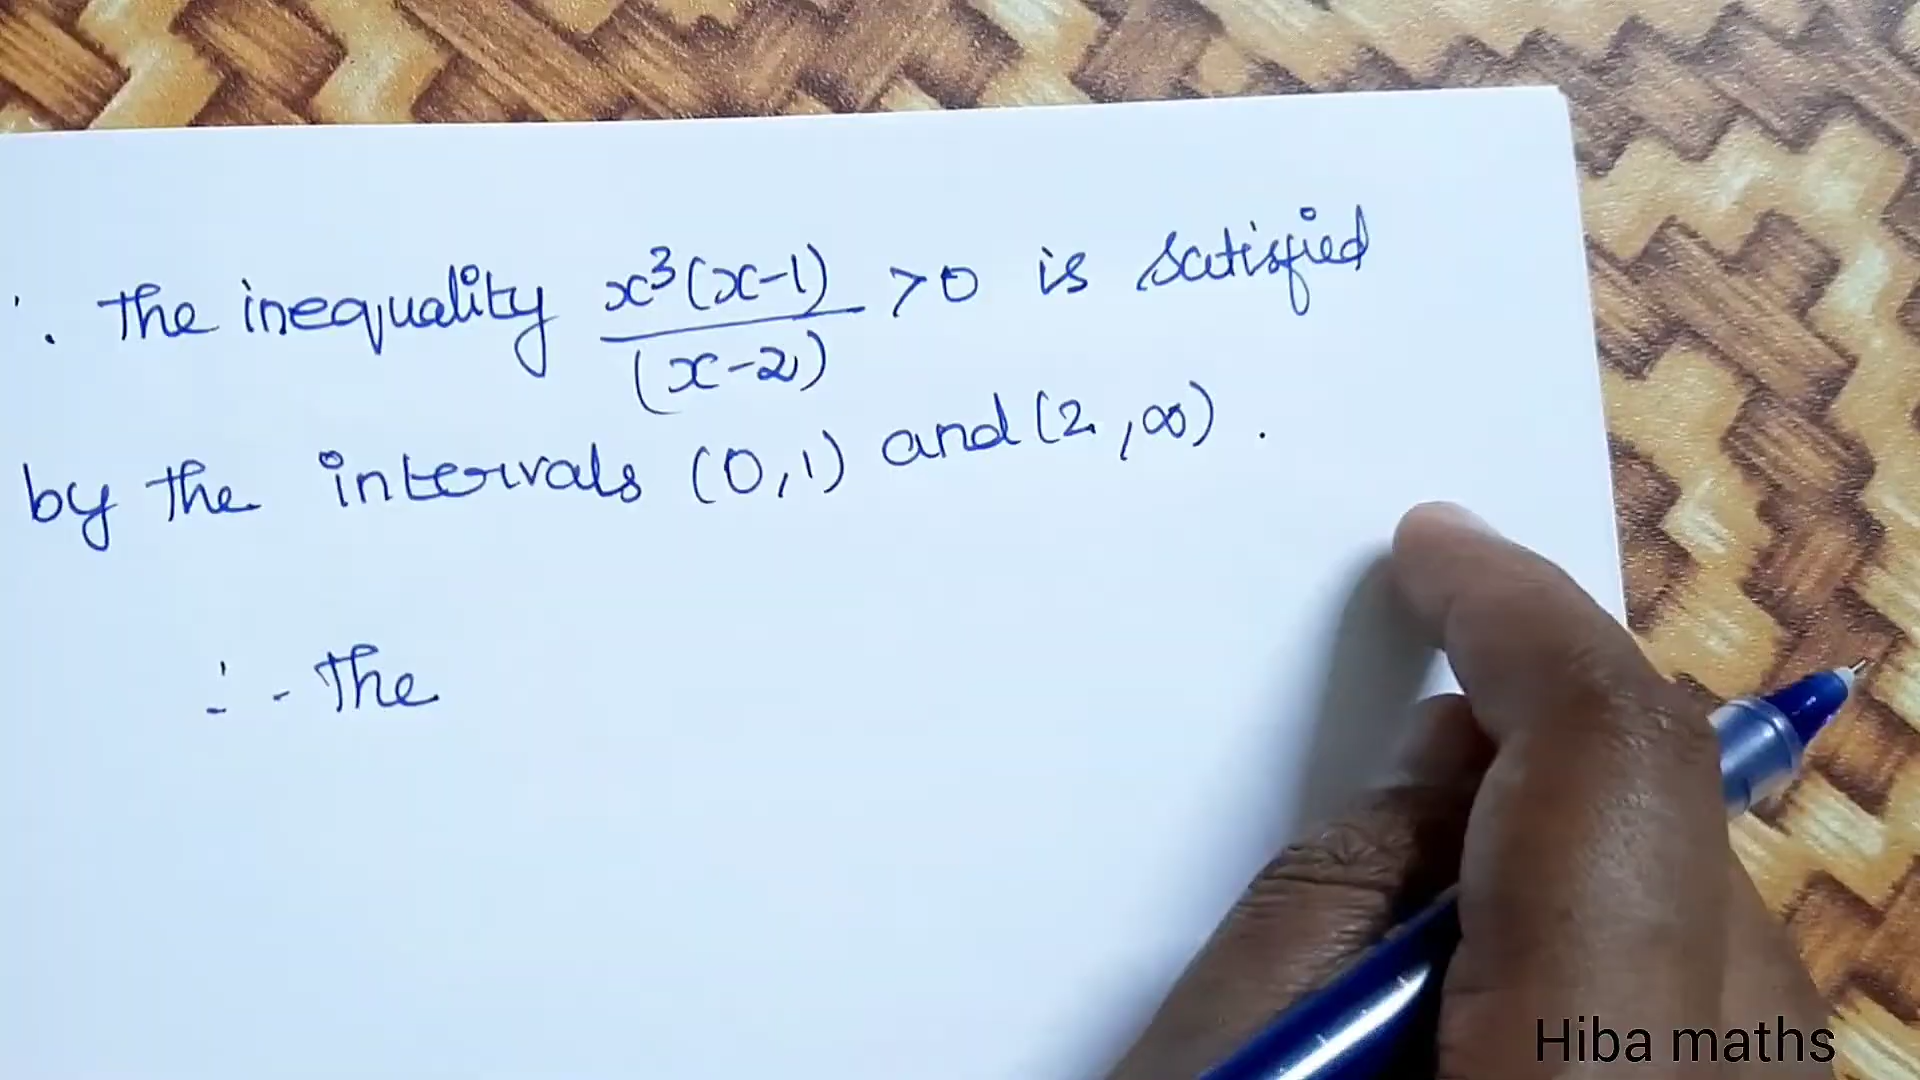 ∴ The inequality x³(x-1)/(x-2) >0 is satisfied
by the intervals (0,1) and (2,∞).
∴ - The
Hiba maths